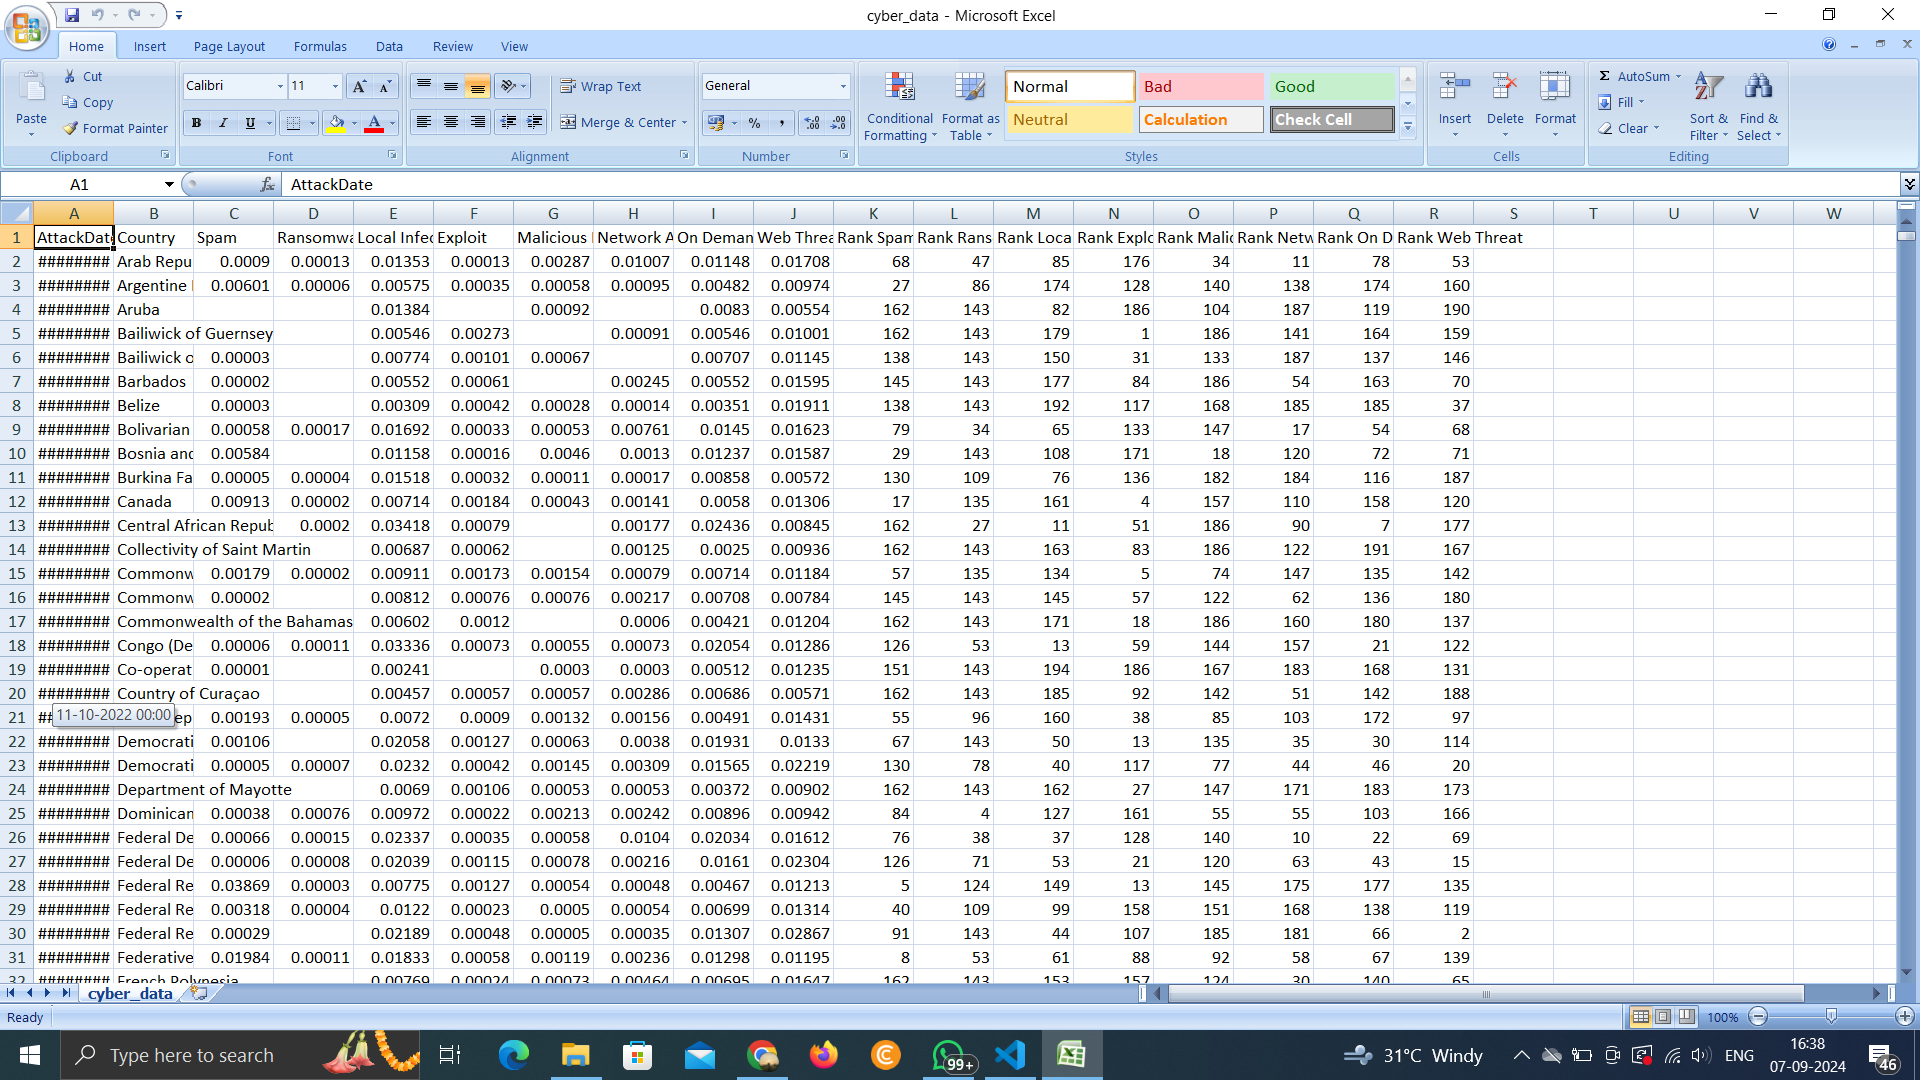 cyber_data - Microsoft Excel
Home Insert Page Layout Formulas Data Review View
Paste
Cut
Copy
Format Painter
Clipboard
Calibri 11
B I U
Font
Wrap Text
Merge & Center
Alignment
General
Number
Conditional Formatting
Format as Table
Normal Bad Good
Neutral Calculation Check Cell
Styles
Insert Delete Format
Cells
AutoSum
Fill
Clear
Sort & Filter
Find & Select
Editing
A1 fx AttackDate
A B C D E F G H I J K L M N O P Q R S T U V W
1 AttackDate Country Spam Ransomwa Local Infec Exploit Malicious Network A On Deman Web Threa Rank Spam Rank Rans Rank Loca Rank Explo Rank Malic Rank Netw Rank On D Rank Web Threat
2 ######## Arab Repu 0.0009 0.00013 0.01353 0.00013 0.00287 0.01007 0.01148 0.01708 68 47 85 176 34 11 78 53
3 ######## Argentine 0.00601 0.00006 0.00575 0.00035 0.00058 0.00095 0.00482 0.00974 27 86 174 128 140 138 174 160
4 ######## Aruba 0.01384 0.00092 0.0083 0.00554 162 143 82 186 104 187 119 190
5 ######## Bailiwick of Guernsey 0.00546 0.00273 0.00091 0.00546 0.01001 162 143 179 1 186 141 164 159
6 ######## Bailiwick o 0.00003 0.00774 0.00101 0.00067 0.00707 0.01145 138 143 150 31 133 187 137 146
7 ######## Barbados 0.00002 0.00552 0.00061 0.00245 0.00552 0.01595 145 143 177 84 186 54 163 70
8 ######## Belize 0.00003 0.00309 0.00042 0.00028 0.00014 0.00351 0.01911 138 143 192 117 168 185 185 37
9 ######## Bolivarian 0.00058 0.00017 0.01692 0.00033 0.00053 0.00761 0.0145 0.01623 79 34 65 133 147 17 54 68
10 ######## Bosnia and 0.00584 0.01158 0.00016 0.0046 0.0013 0.01237 0.01587 29 143 108 171 18 120 72 71
11 ######## Burkina Fa 0.00005 0.00004 0.01518 0.00032 0.00011 0.00017 0.00858 0.00572 130 109 76 136 182 184 116 187
12 ######## Canada 0.00913 0.00002 0.00714 0.00184 0.00043 0.00141 0.0058 0.01306 17 135 161 4 157 110 158 120
13 ######## Central African Repub 0.0002 0.03418 0.00079 0.00177 0.02436 0.00845 162 27 11 51 186 90 7 177
14 ######## Collectivity of Saint Martin 0.00687 0.00062 0.00125 0.0025 0.00936 162 143 163 83 186 122 191 167
15 ######## Commonw 0.00179 0.00002 0.00911 0.00173 0.00154 0.00079 0.00714 0.01184 57 135 134 5 74 147 135 142
16 ######## Commonw 0.00002 0.00812 0.00076 0.00076 0.00217 0.00708 0.00784 145 143 145 57 122 62 136 180
17 ######## Commonwealth of the Bahamas 0.00602 0.0012 0.0006 0.00421 0.01204 162 143 171 18 186 160 180 137
18 ######## Congo (De 0.00006 0.00011 0.03336 0.00073 0.00055 0.00073 0.02054 0.01286 126 53 13 59 144 157 21 122
19 ######## Co-operat 0.00001 0.00241 0.0003 0.0003 0.00512 0.01235 151 143 194 186 167 183 168 131
20 ######## Country of Curaçao 0.00457 0.00057 0.00057 0.00286 0.00686 0.00571 162 143 185 92 142 51 142 188
21 ## 11-10-2022 00:00 ep 0.00193 0.00005 0.0072 0.0009 0.00132 0.00156 0.00491 0.01431 55 96 160 38 85 103 172 97
22 ######## Democrati 0.00106 0.02058 0.00127 0.00063 0.0038 0.01931 0.0133 67 143 50 13 135 35 30 114
23 ######## Democrati 0.00005 0.00007 0.0232 0.00042 0.00145 0.00309 0.01565 0.02219 130 78 40 117 77 44 46 20
24 ######## Department of Mayotte 0.0069 0.00106 0.00053 0.00053 0.00372 0.00902 162 143 162 27 147 171 183 173
25 ######## Dominican 0.00038 0.00076 0.00972 0.00022 0.00213 0.00242 0.00896 0.00942 84 4 127 161 55 55 103 166
26 ######## Federal De 0.00066 0.00015 0.02337 0.00035 0.00058 0.0104 0.02034 0.01612 76 38 37 128 140 10 22 69
27 ######## Federal De 0.00006 0.00008 0.02039 0.00115 0.00078 0.00216 0.0161 0.02304 126 71 53 21 120 63 43 15
28 ######## Federal Re 0.03869 0.00003 0.00775 0.00127 0.00054 0.00048 0.00467 0.01213 5 124 149 13 145 175 177 135
29 ######## Federal Re 0.00318 0.00004 0.0122 0.00023 0.0005 0.00054 0.00699 0.01314 40 109 99 158 151 168 138 119
30 ######## Federal Re 0.00029 0.02189 0.00048 0.00005 0.00035 0.01307 0.02867 91 143 44 107 185 181 66 2
31 ######## Federative 0.01984 0.00011 0.01833 0.00058 0.00119 0.00236 0.01298 0.01195 8 53 61 88 92 58 67 139
32 ######## French Polynesia 0.00769 0.00024 0.00073 0.00464 0.00695 0.01647 162 143 153 157 124 30 140 65
cyber_data
Ready 100%
Type here to search
99+
31°C Windy
ENG
16:38
07-09-2024
46